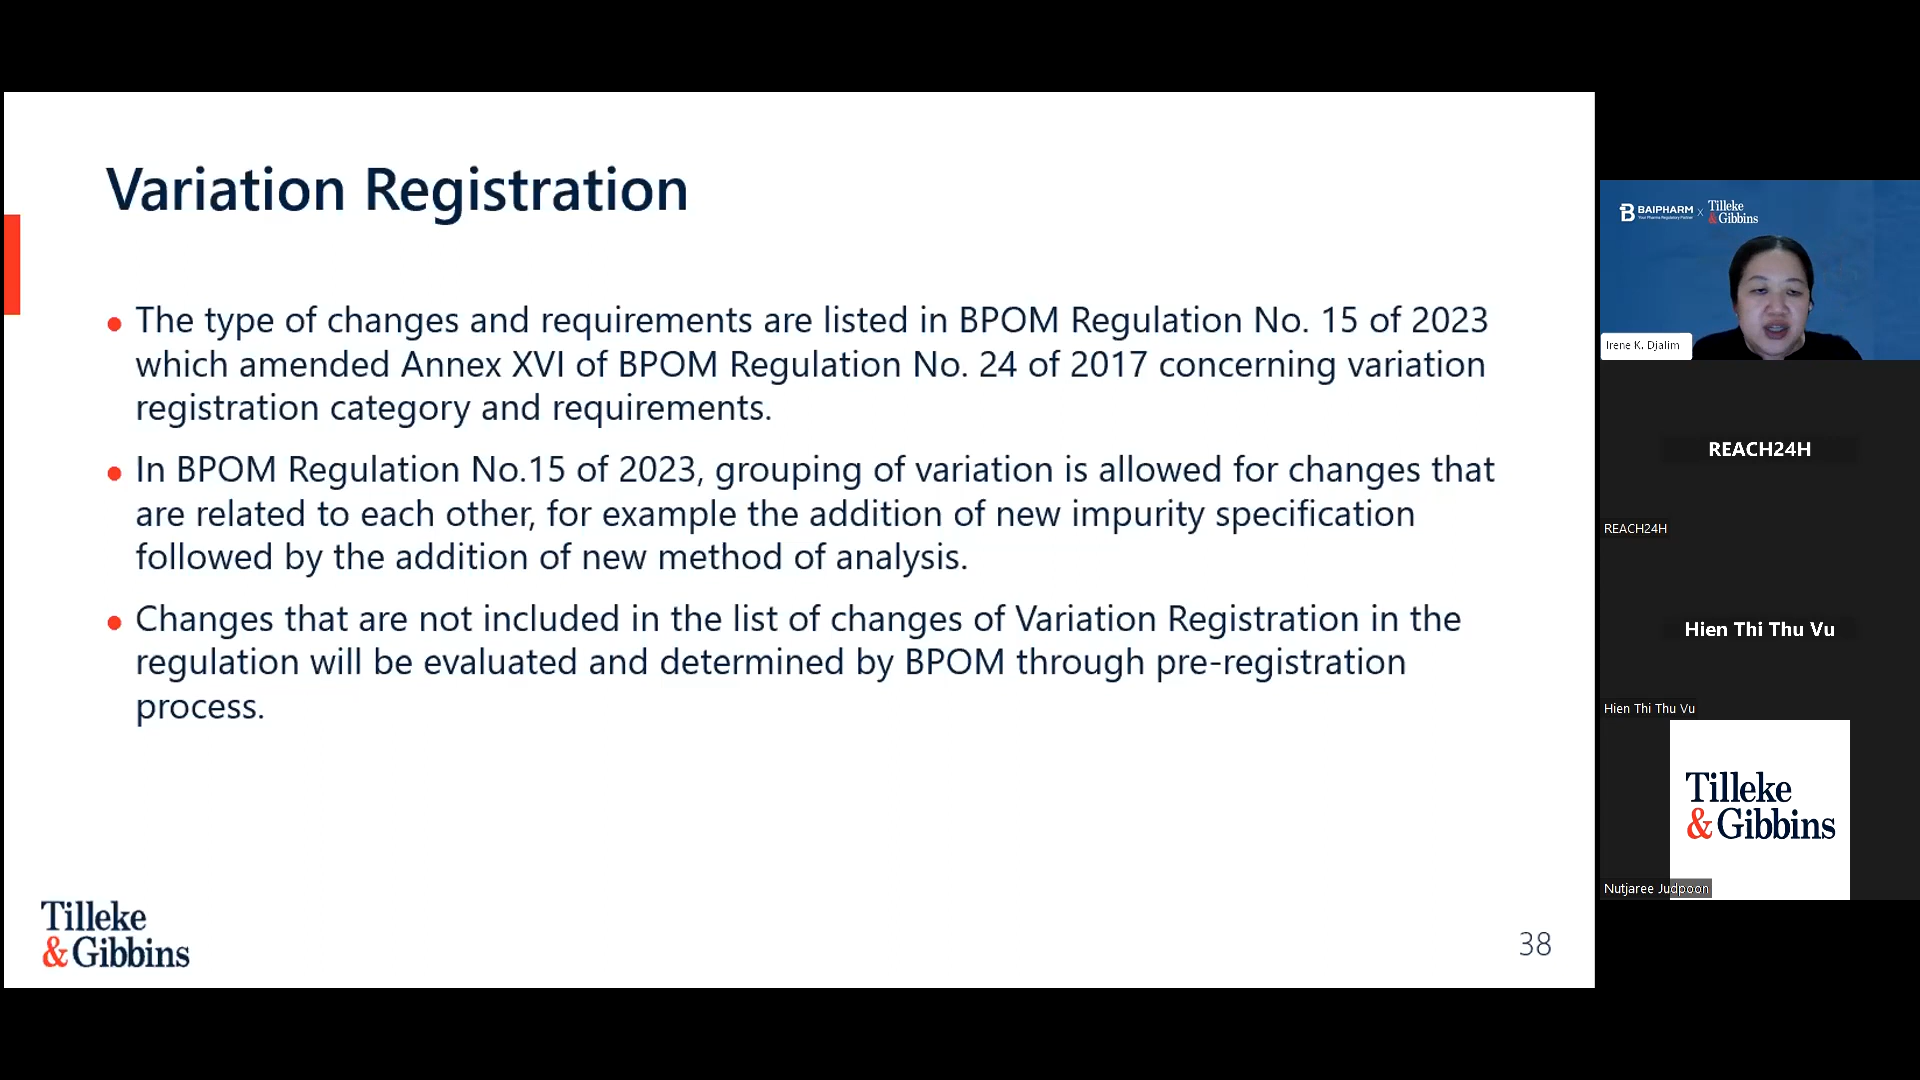 Variation Registration
• The type of changes and requirements are listed in BPOM Regulation No. 15 of 2023
which amended Annex XVI of BPOM Regulation No. 24 of 2017 concerning variation
registration category and requirements.
• In BPOM Regulation No.15 of 2023, grouping of variation is allowed for changes that
are related to each other, for example the addition of new impurity specification
followed by the addition of new method of analysis.
• Changes that are not included in the list of changes of Variation Registration in the
regulation will be evaluated and determined by BPOM through pre-registration
process.
Tilleke
& Gibbins
38
BAIPHARM x Tilleke
& Gibbins
Your Pharma Regulatory Partner
Irene K. Djalim
REACH24H
REACH24H
Hien Thi Thu Vu
Hien Thi Thu Vu
Tilleke
& Gibbins
Nutjaree Judpoon